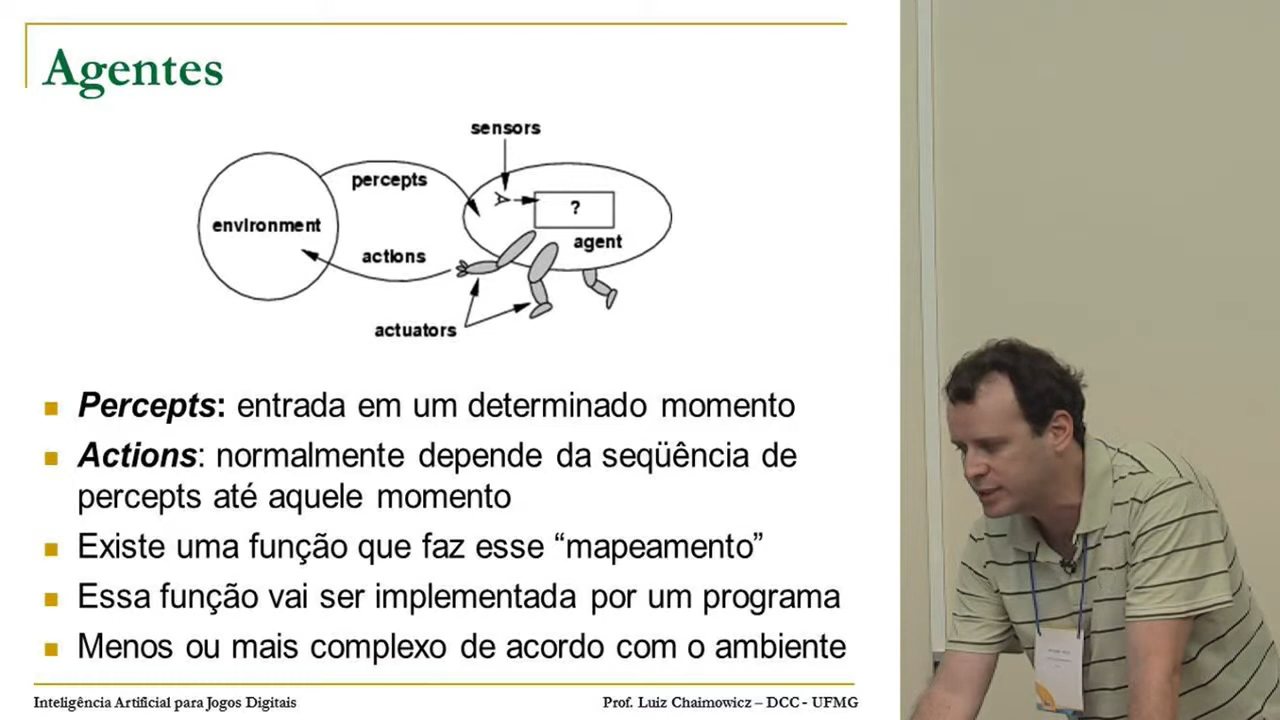 Agentes
sensors
percepts
?
environment
agent
actions
actuators
Percepts: entrada em um determinado momento
Actions: normalmente depende da seqüência de
percepts até aquele momento
Existe uma função que faz esse “mapeamento”
Essa função vai ser implementada por um programa
Menos ou mais complexo de acordo com o ambiente
Inteligência Artificial para Jogos Digitais
Prof. Luiz Chaimowicz – DCC - UFMG